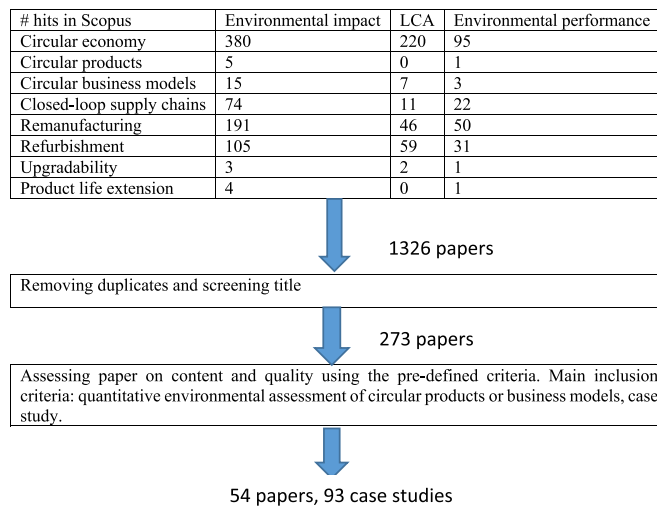 # hits in Scopus Environmental impact LCA Environmental performance
Circular economy 380 220 95
Circular products 5 0 1
Circular business models 15 7 3
Closed-loop supply chains 74 11 22
Remanufacturing 191 46 50
Refurbishment 105 59 31
Upgradability 3 2 1
Product life extension 4 0 1
1326 papers
Removing duplicates and screening title
273 papers
Assessing paper on content and quality using the pre-defined criteria. Main inclusion
criteria: quantitative environmental assessment of circular products or business models, case
study.
54 papers, 93 case studies